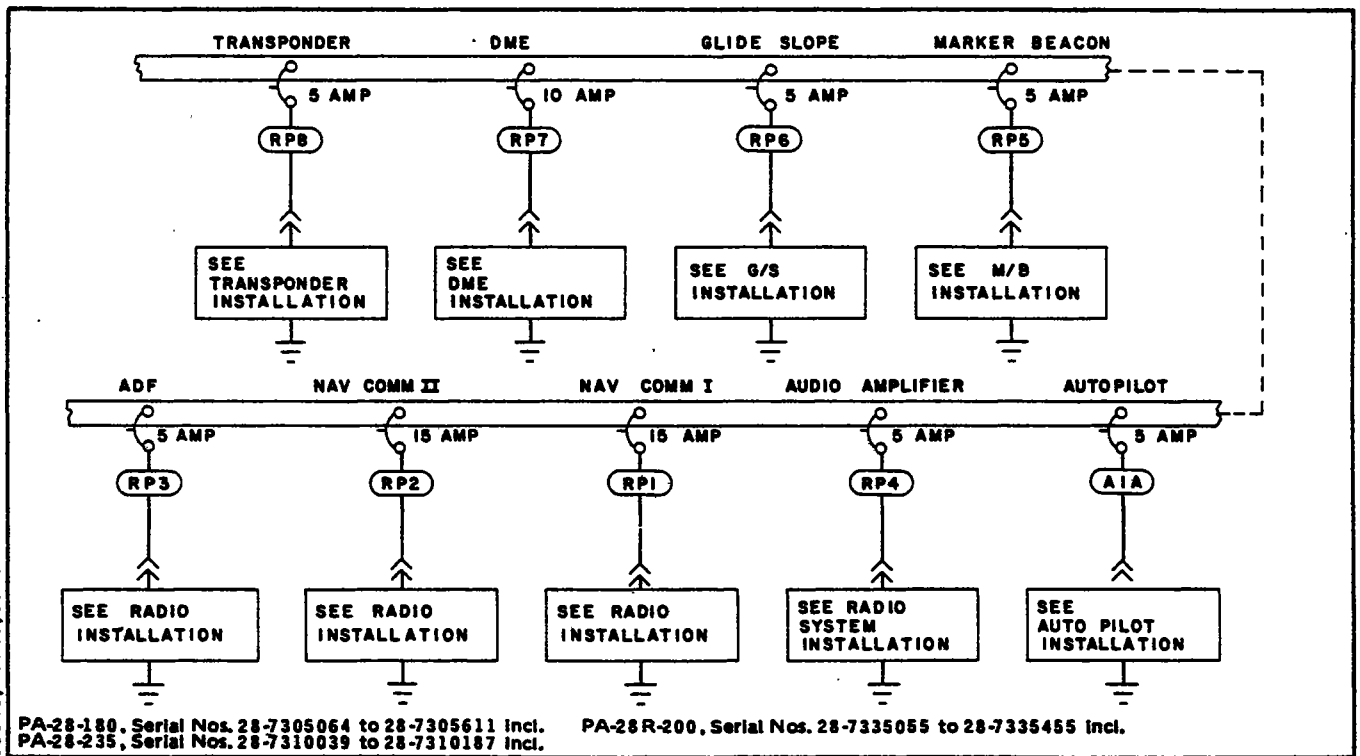 TRANSPONDER DME GLIDE SLOPE MARKER BEACON
5 AMP 10 AMP 5 AMP 5 AMP
RP8 RP7 RP6 RP5
SEE
TRANSPONDER
INSTALLATION
SEE
DME
INSTALLATION
SEE G/S
INSTALLATION
SEE M/B
INSTALLATION
ADF NAV COMM II NAV COMM I AUDIO AMPLIFIER AUTOPILOT
5 AMP 15 AMP 15 AMP 5 AMP 5 AMP
RP3 RP2 RP1 RP4 A1A
SEE RADIO
INSTALLATION
SEE RADIO
INSTALLATION
SEE RADIO
INSTALLATION
SEE RADIO
SYSTEM
INSTALLATION
SEE
AUTO PILOT
INSTALLATION
PA-28-180, Serial Nos. 28-7305064 to 28-7305611 Incl. PA-28R-200, Serial Nos. 28-7335055 to 28-7335455 Incl.
PA-28-235, Serial Nos. 28-7310039 to 28-7310187 Incl.